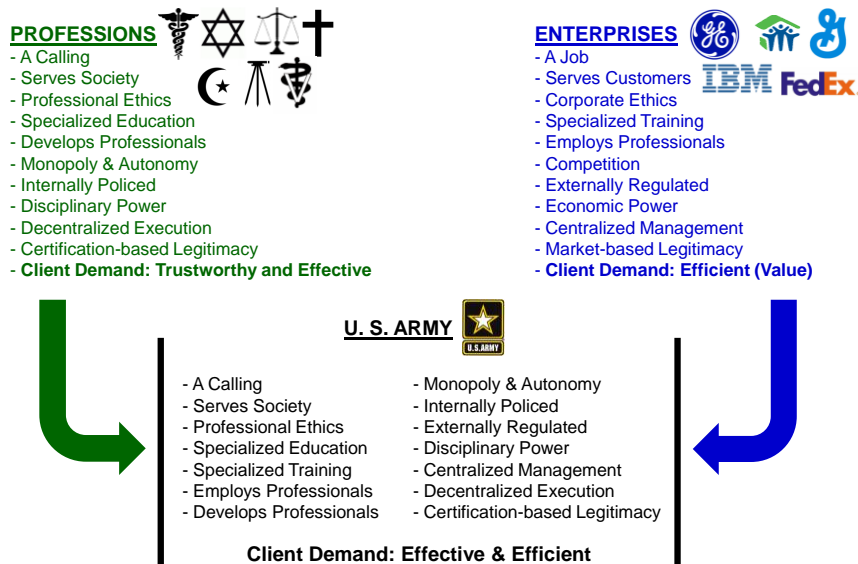 PROFESSIONS
- A Calling
- Serves Society
- Professional Ethics
- Specialized Education
- Develops Professionals
- Monopoly & Autonomy
- Internally Policed
- Disciplinary Power
- Decentralized Execution
- Certification-based Legitimacy
- Client Demand: Trustworthy and Effective
ENTERPRISES
- A Job
- Serves Customers
- Corporate Ethics
- Specialized Training
- Employs Professionals
- Competition
- Externally Regulated
- Economic Power
- Centralized Management
- Market-based Legitimacy
- Client Demand: Efficient (Value)
GE
G
IBM
FedEx
U. S. ARMY
U.S.ARMY
- A Calling
- Serves Society
- Professional Ethics
- Specialized Education
- Specialized Training
- Employs Professionals
- Develops Professionals
- Monopoly & Autonomy
- Internally Policed
- Externally Regulated
- Disciplinary Power
- Centralized Management
- Decentralized Execution
- Certification-based Legitimacy
Client Demand: Effective & Efficient